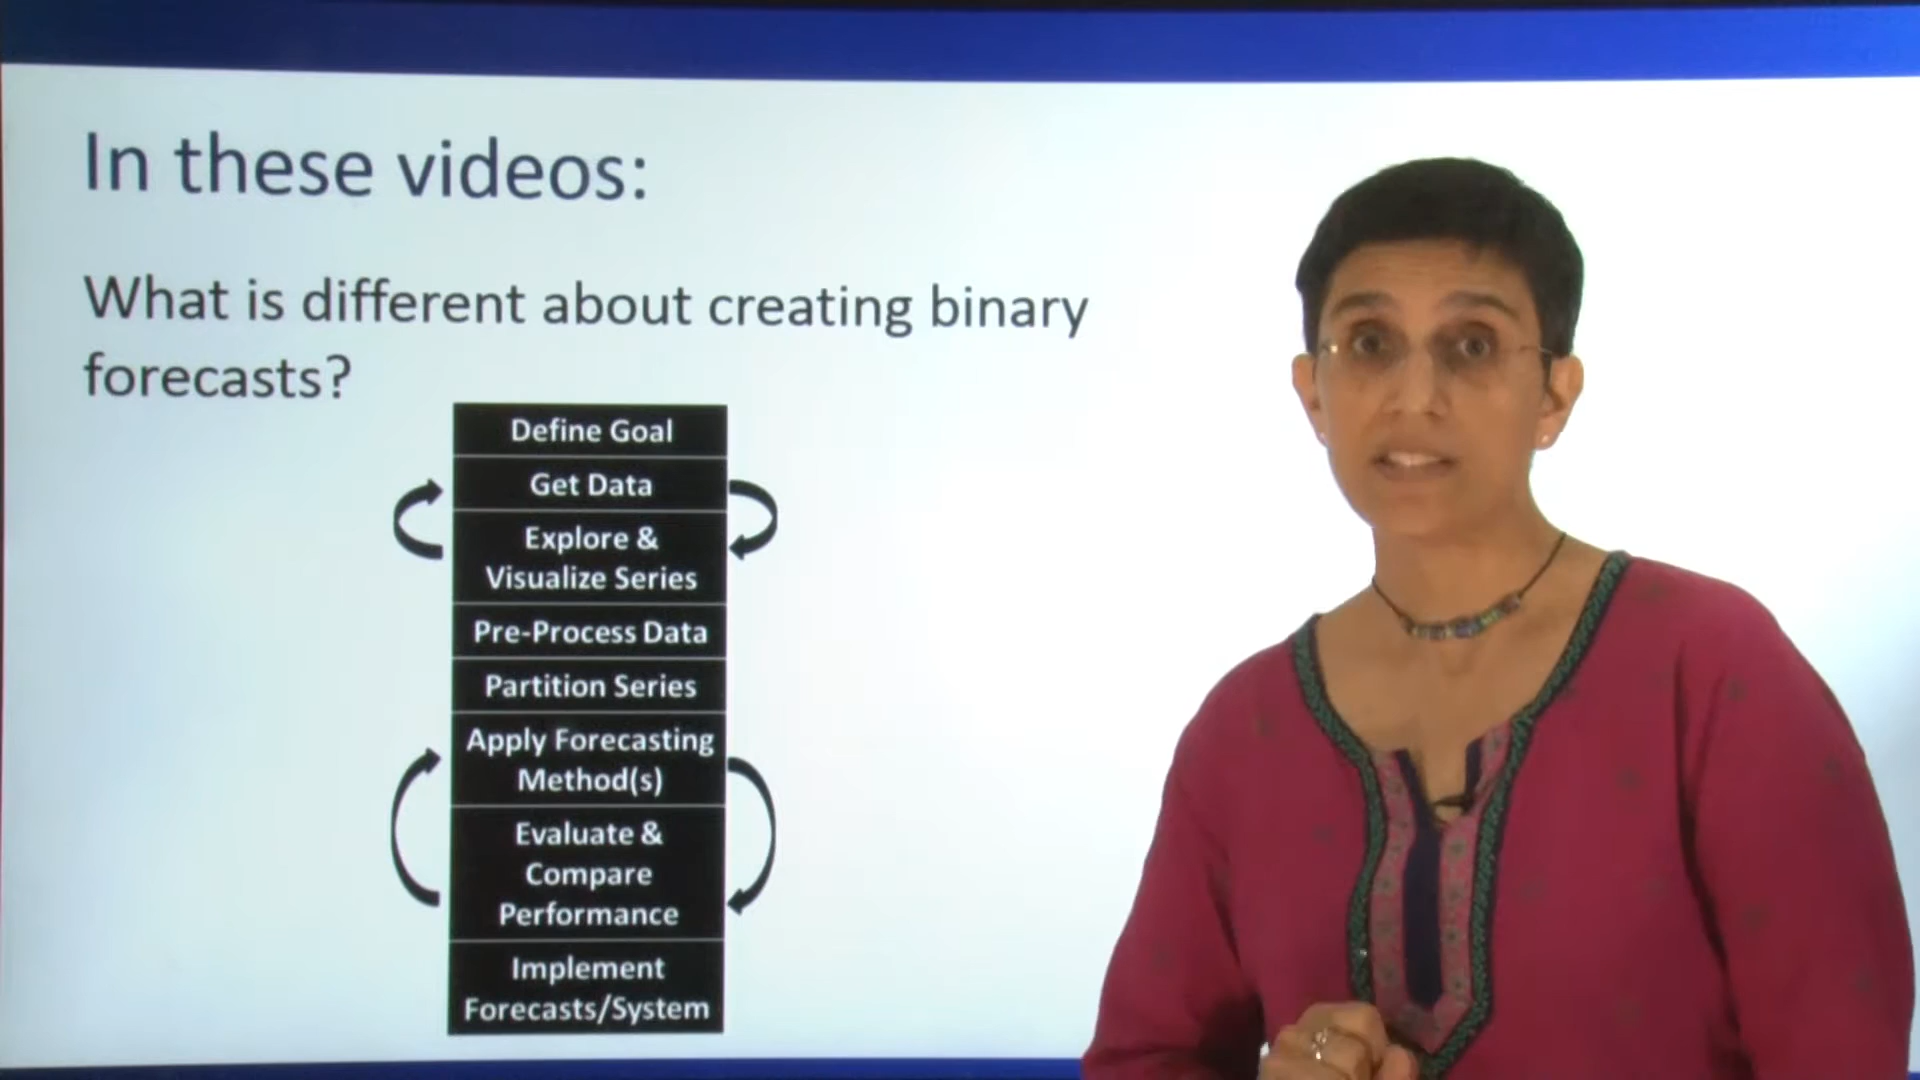 In these videos:
What is different about creating binary
forecasts?
Define Goal
Get Data
Explore &
Visualize Series
Pre-Process Data
Partition Series
Apply Forecasting
Method(s)
Evaluate &
Compare
Performance
Implement
Forecasts/System